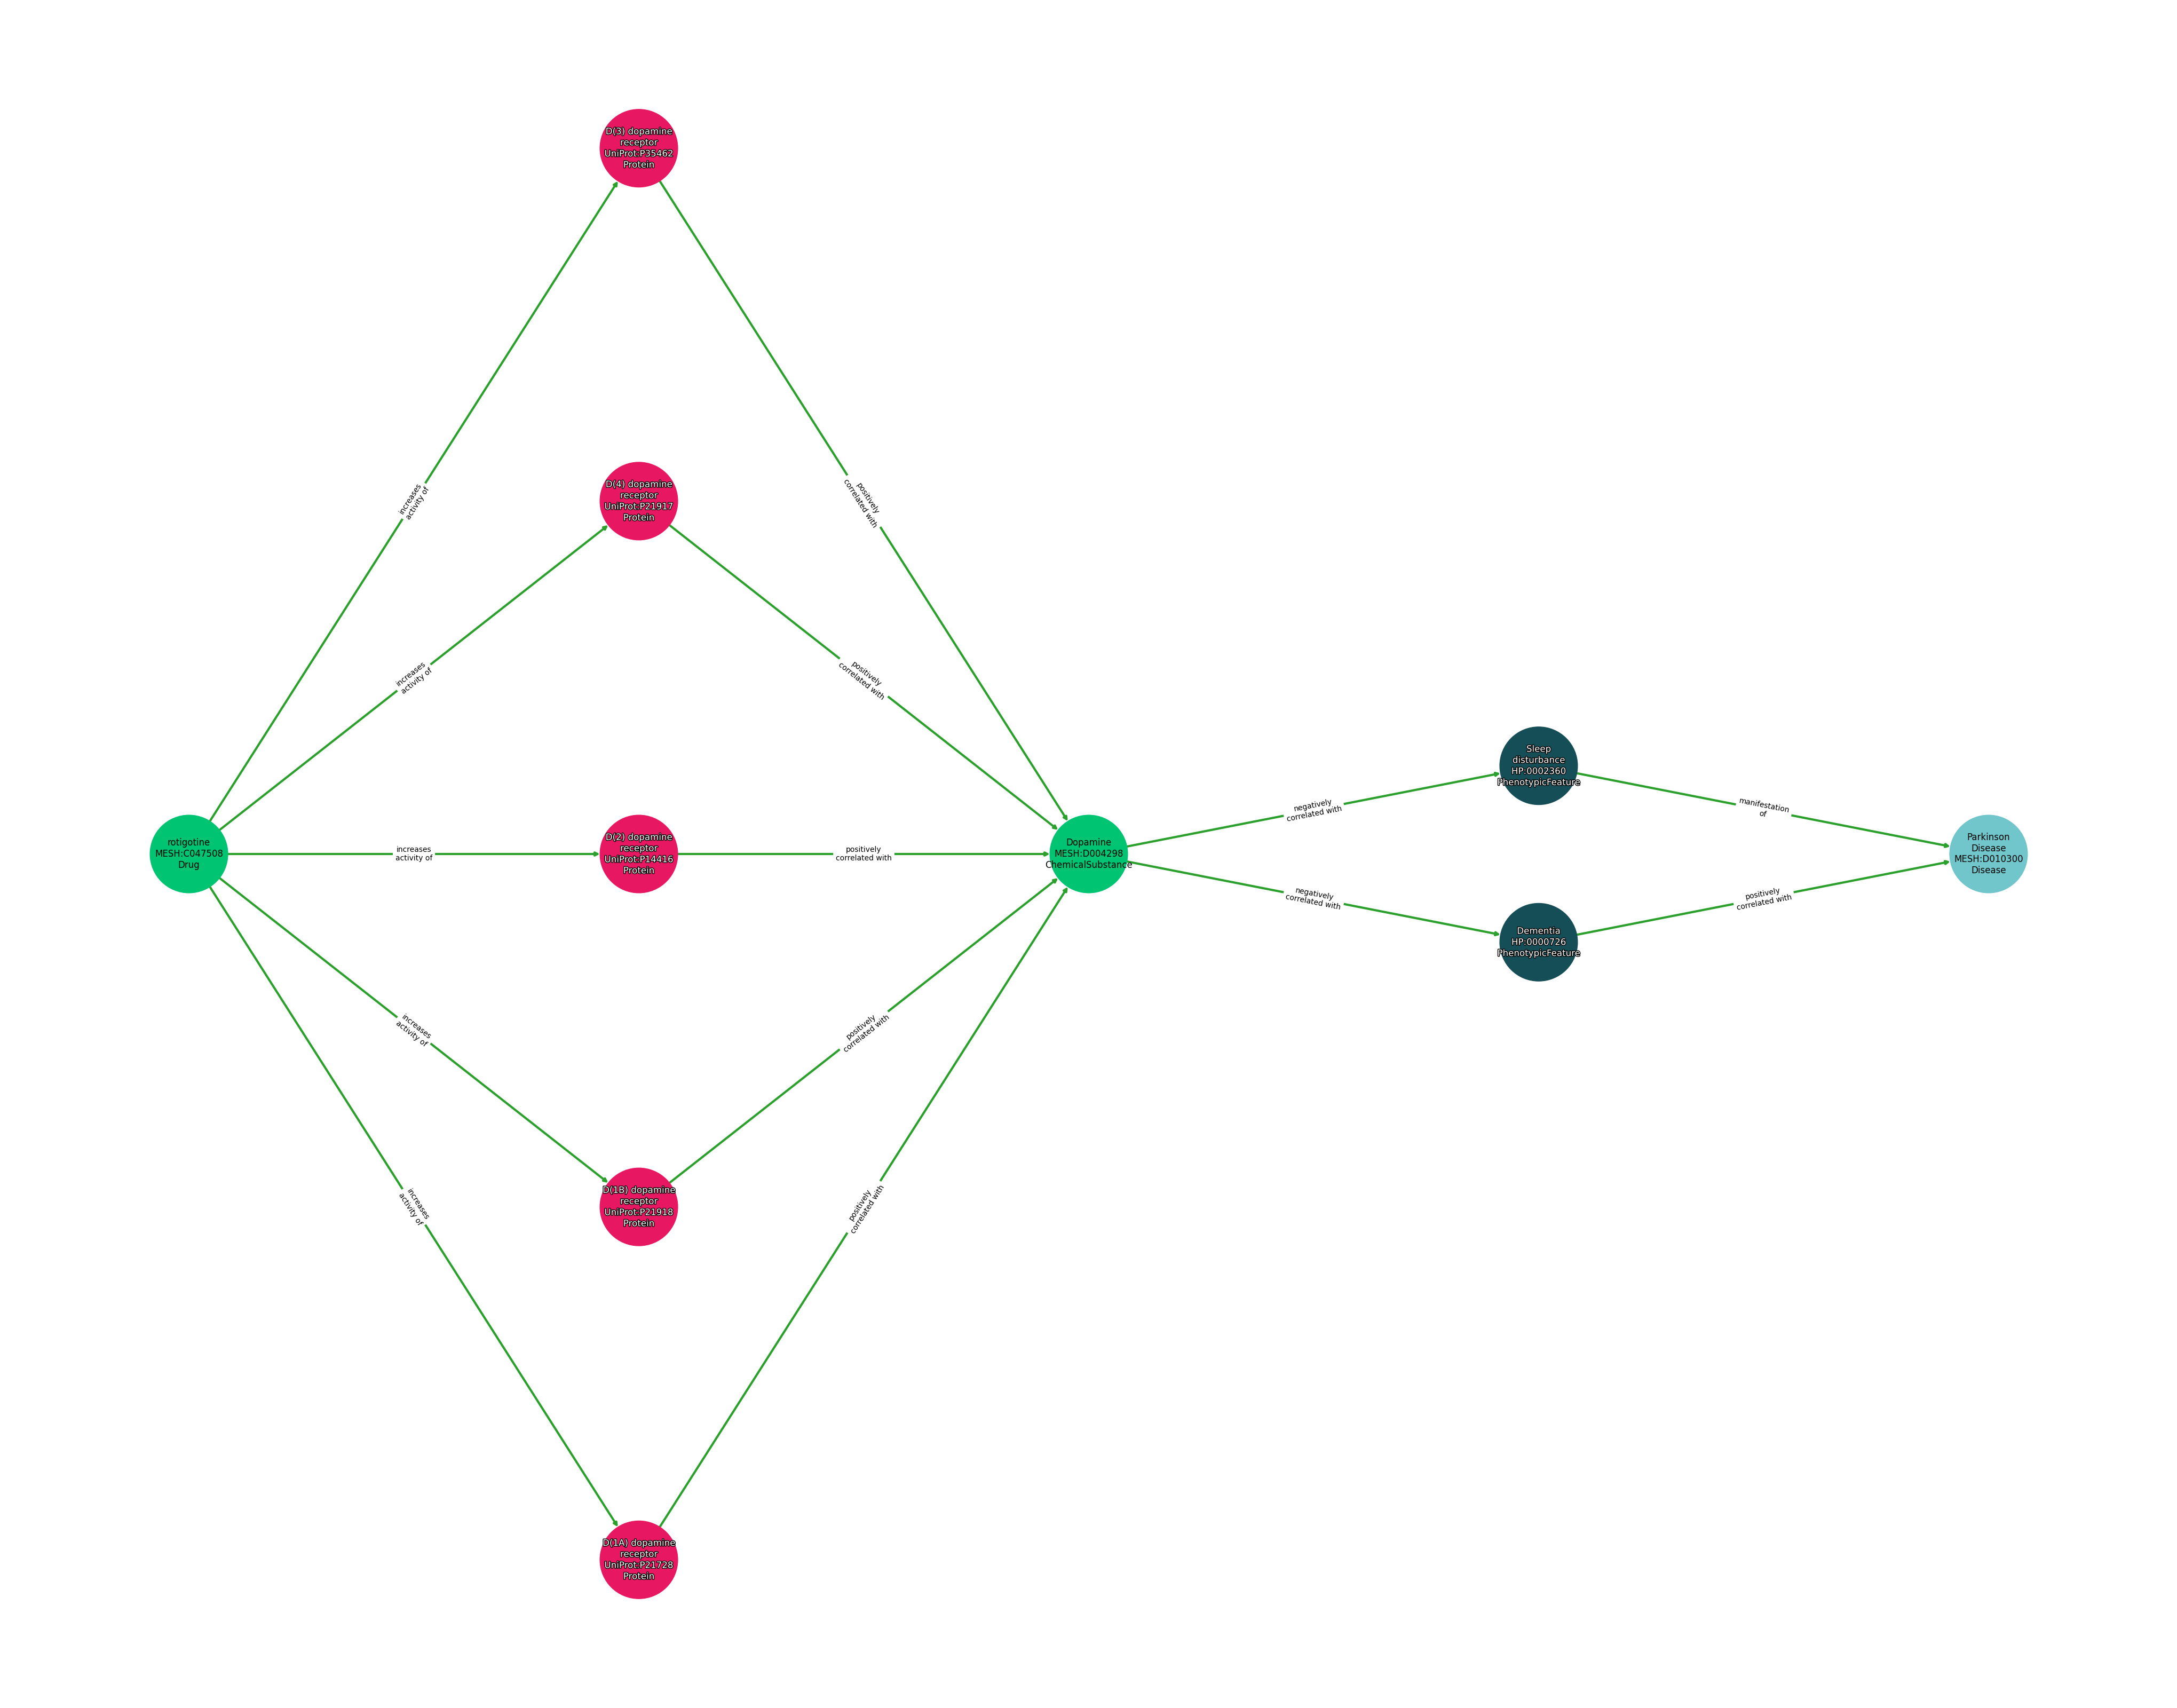 D(3) dopamine
receptor
UniProt:P35462
Protein
increases
activity of
positively
correlated with
D(4) dopamine
receptor
UniProt:P21917
Protein
increases
activity of
positively
correlated with
rotigotine
MESH:C047508
Drug
increases
activity of
D(2) dopamine
receptor
UniProt:P14416
Protein
positively
correlated with
Dopamine
MESH:D004298
ChemicalSubstance
negatively
correlated with
Sleep
disturbance
HP:0002360
PhenotypicFeature
manifestation
of
Parkinson
Disease
MESH:D010300
Disease
negatively
correlated with
Dementia
HP:0000726
PhenotypicFeature
positively
correlated with
increases
activity of
D(1B) dopamine
receptor
UniProt:P21918
Protein
positively
correlated with
increases
activity of
D(1A) dopamine
receptor
UniProt:P21728
Protein
positively
correlated with